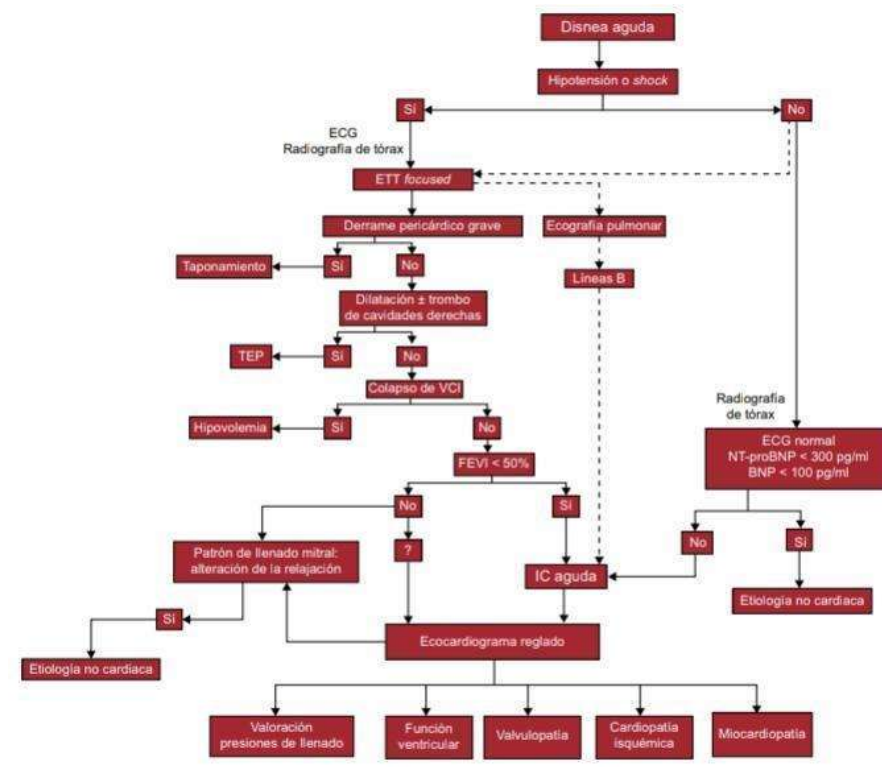 Disnea aguda
Hipotensión o shock
Sí
No
ECG
Radiografía de tórax
ETT focused
Derrame pericárdico grave
Ecografía pulmonar
Taponamiento
Sí
No
Líneas B
Dilatación ± trombo
de cavidades derechas
TEP
Sí
No
Colapso de VCI
Radiografía
de tórax
Hipovolemia
Sí
No
ECG normal
NT-proBNP < 300 pg/ml
BNP < 100 pg/ml
FEVI < 50%
No
Sí
No
Sí
Patrón de llenado mitral:
alteración de la relajación
?
IC aguda
Etiología no cardiaca
Sí
Ecocardiograma reglado
Etiología no cardiaca
Valoración
presiones de llenado
Función
ventricular
Valvulopatía
Cardiopatía
isquémica
Miocardiopatía